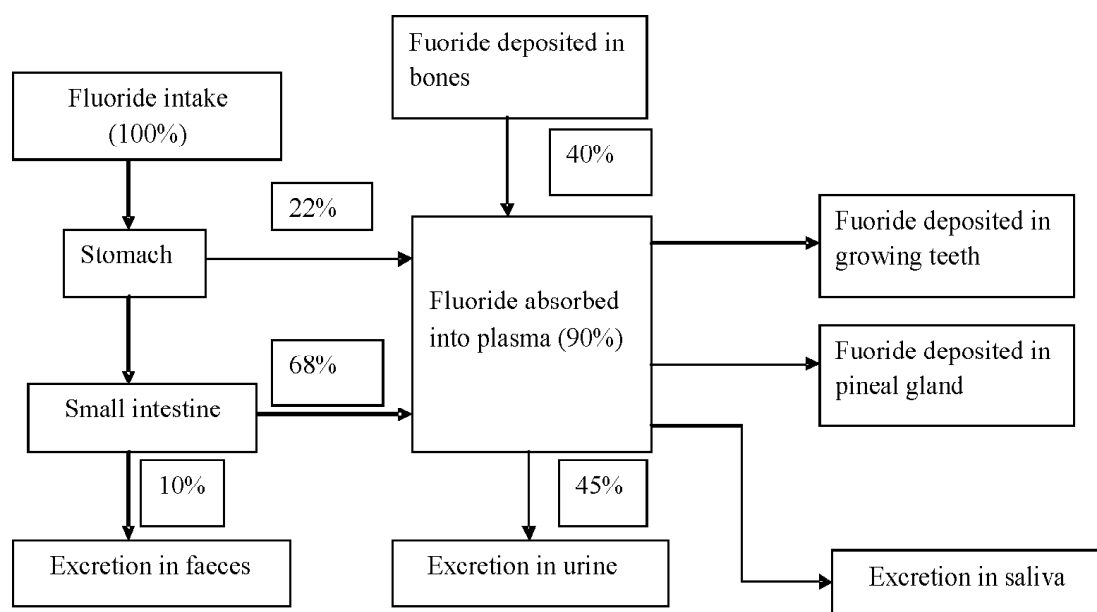 Fuoride deposited in
bones
Fluoride intake
(100%)
40%
22%
Stomach
Fuoride deposited in
growing teeth
Fluoride absorbed
into plasma (90%)
Fuoride deposited in
pineal gland
68%
Small intestine
10%
45%
Excretion in faeces
Excretion in urine
Excretion in saliva